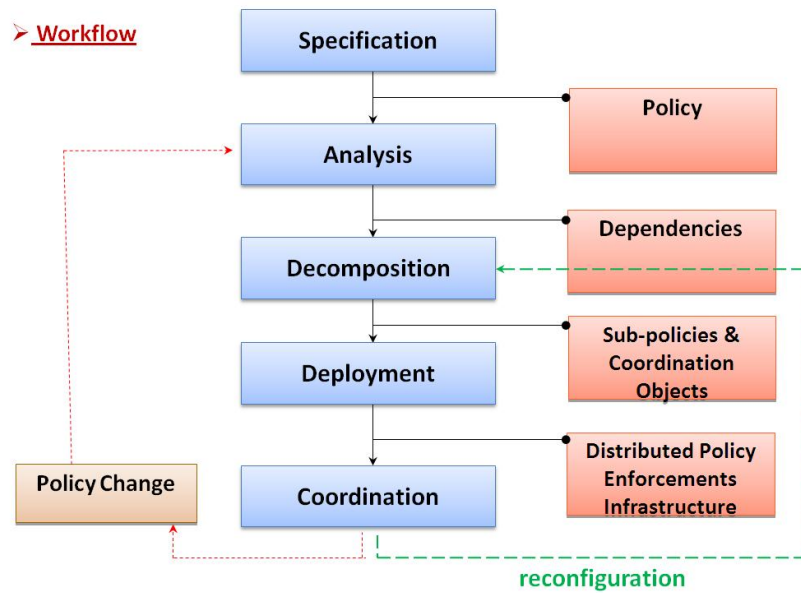 ➢ Workflow
Specification
Policy
Analysis
Dependencies
Decomposition
Sub-policies &
Coordination
Objects
Deployment
Distributed Policy
Enforcements
Infrastructure
Policy Change
Coordination
reconfiguration